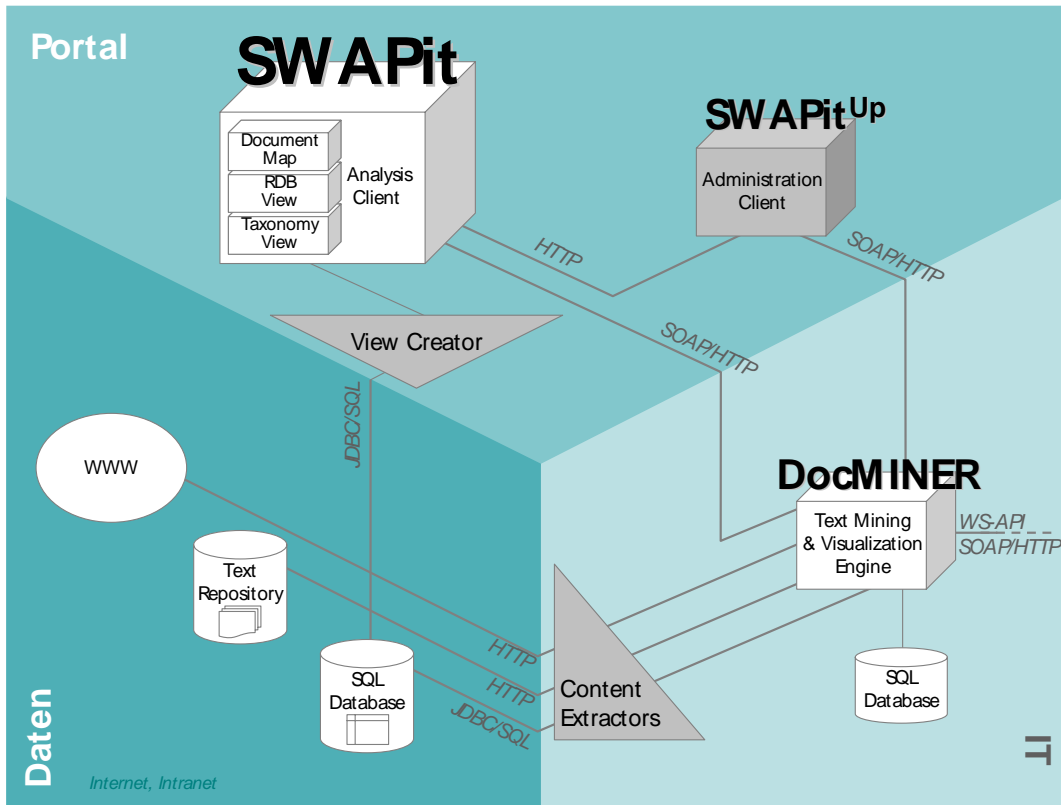 Portal
SWAPit
Document
Map
RDB
View
Taxonomy
View
Analysis
Client
SWAPit Up
Administration
Client
HTTP
SOAP/HTTP
SOAP/HTTP
View Creator
JDBC/SQL
WWW
Text
Repository
SQL
Database
HTTP
HTTP
JDBC/SQL
Content
Extractors
DocMINER
Text Mining
& Visualization
Engine
WS-API
SOAP/HTTP
SQL
Database
Daten
Internet, Intranet
IT